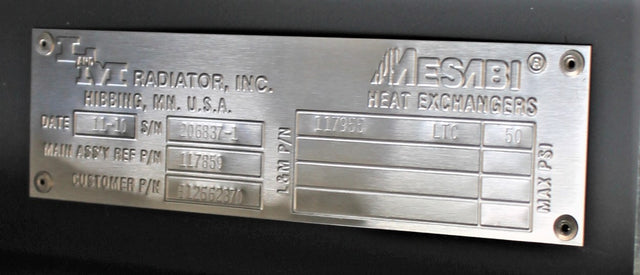 L AND M RADIATOR, INC.
HIBBING, MN. U.S.A.
DATE 11-10 S/N 206837-1
MAIN ASS'Y REF P/N 117859
CUSTOMER P/N
MESABI ®
HEAT EXCHANGERS
L&M P/N
LTC 50
MAX PSI